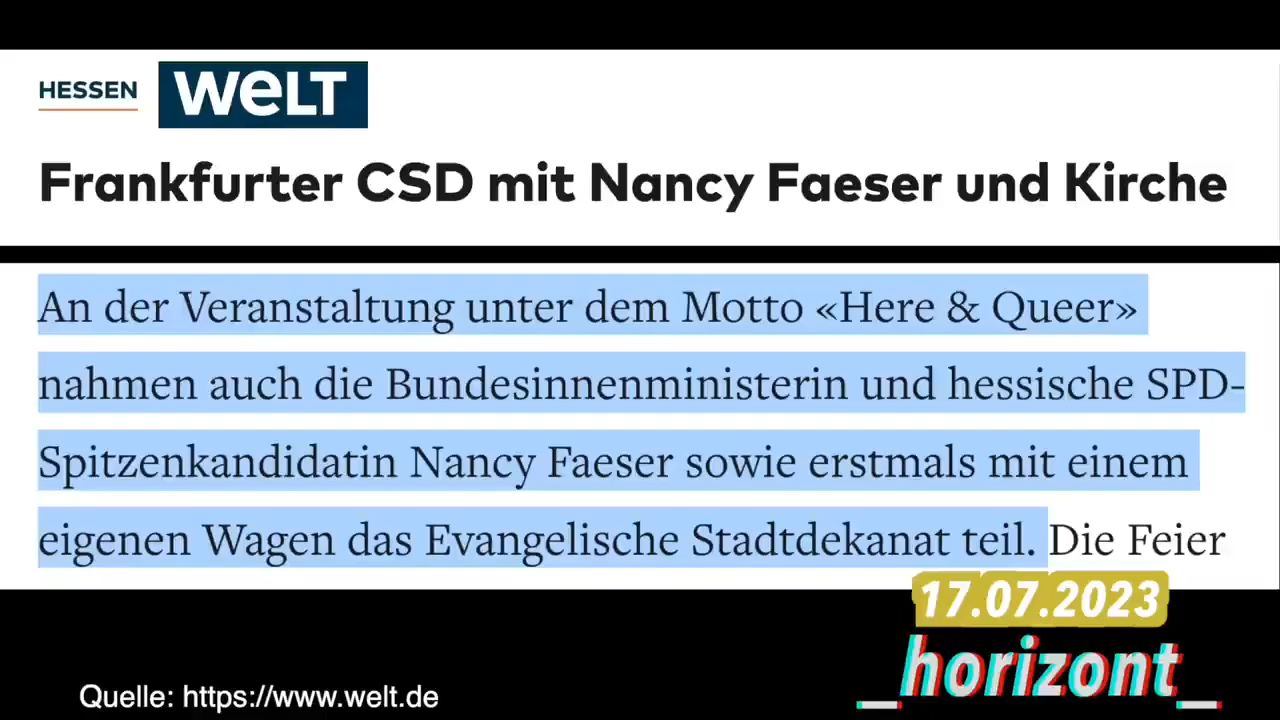 HESSEN WELT
Frankfurter CSD mit Nancy Faeser und Kirche
An der Veranstaltung unter dem Motto «Here & Queer»
nahmen auch die Bundesinnenministerin und hessische SPD-
Spitzenkandidatin Nancy Faeser sowie erstmals mit einem
eigenen Wagen das Evangelische Stadtdekanat teil. Die Feier
17.07.2023
_horizont_
Quelle: https://www.welt.de